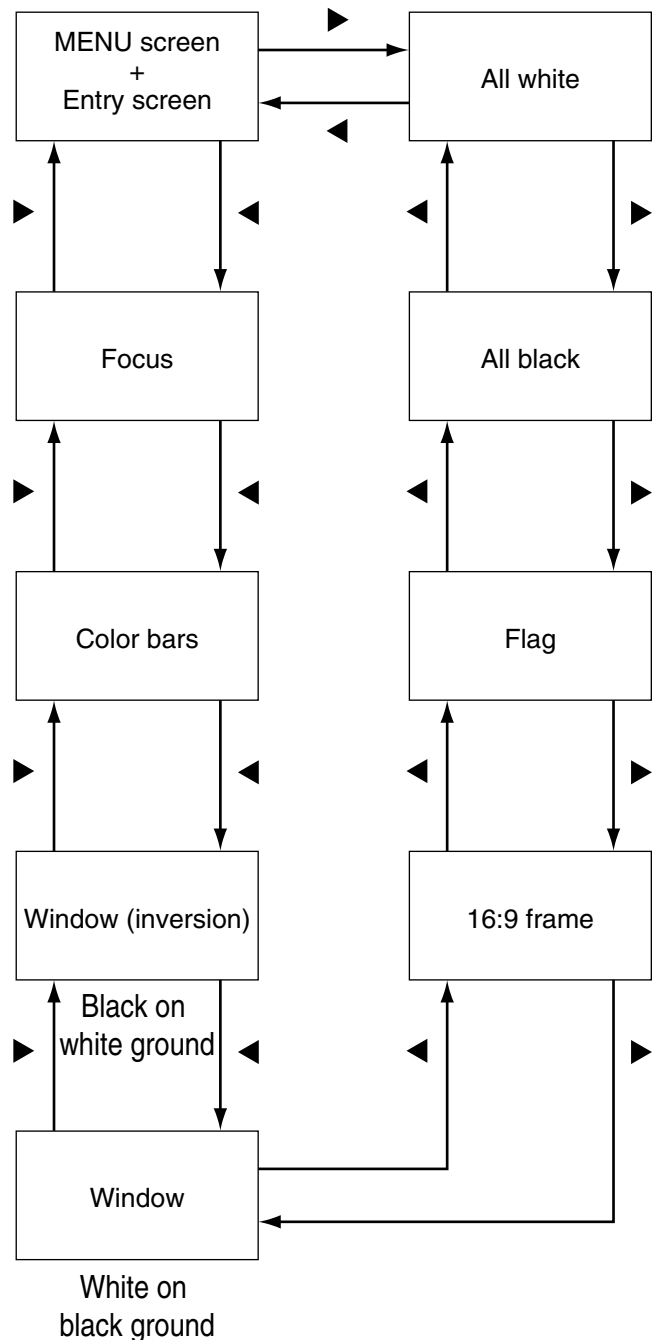 MENU screen
+
Entry screen
All white
Focus
All black
Color bars
Flag
Window (inversion)
16:9 frame
Black on
white ground
Window
White on
black ground